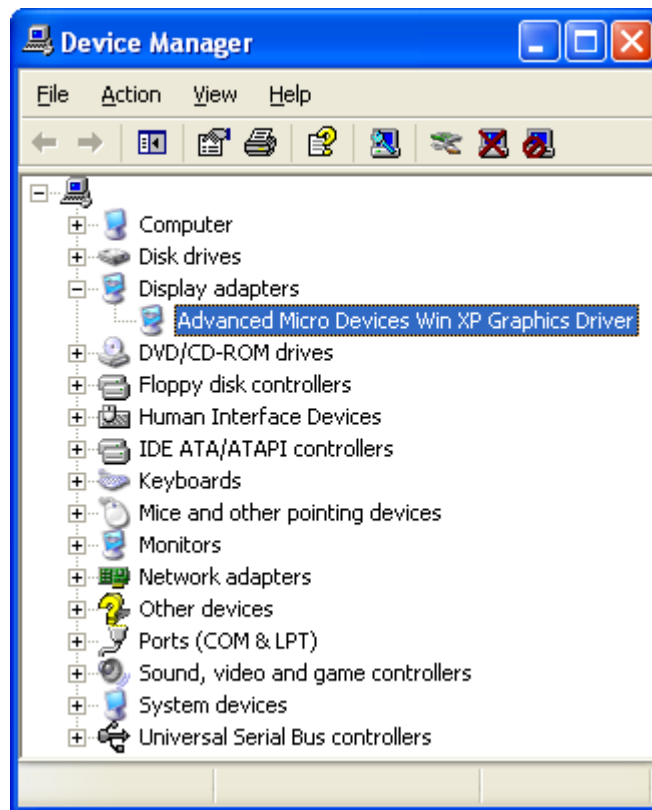 Device Manager
File Action View Help
Computer
Disk drives
Display adapters
Advanced Micro Devices Win XP Graphics Driver
DVD/CD-ROM drives
Floppy disk controllers
Human Interface Devices
IDE ATA/ATAPI controllers
Keyboards
Mice and other pointing devices
Monitors
Network adapters
Other devices
Ports (COM & LPT)
Sound, video and game controllers
System devices
Universal Serial Bus controllers